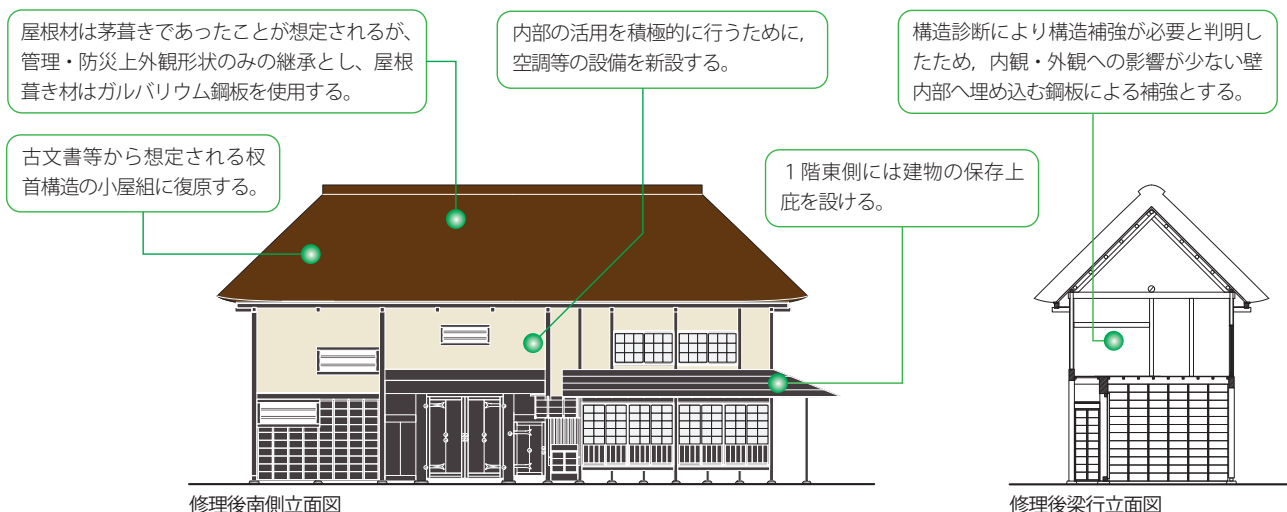 屋根材は茅葺きであったことが想定されるが、
管理・防災上外観形状のみの継承とし、屋根
葺き材はガルバリウム鋼板を使用する。
内部の活用を積極的に行うために，
空調等の設備を新設する。
構造診断により構造補強が必要と判明し
たため，内観・外観への影響が少ない壁
内部へ埋め込む鋼板による補強とする。
古文書等から想定される杈
首構造の小屋組に復原する。
１階東側には建物の保存上
庇を設ける。
修理後南側立面図
修理後梁行立面図